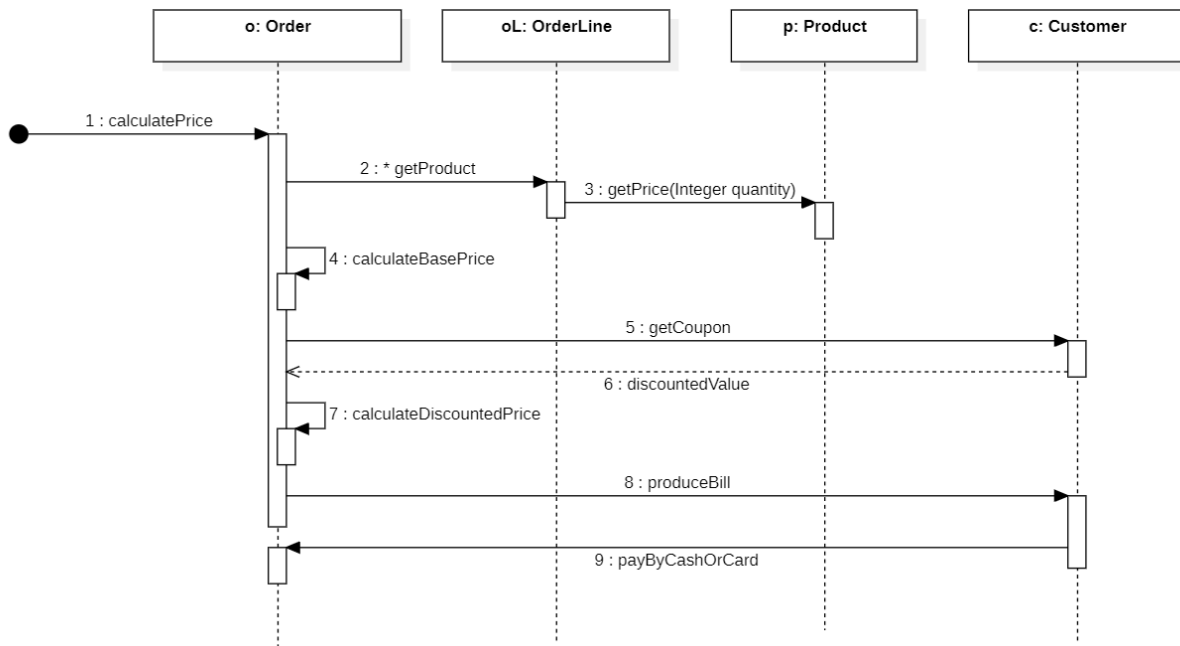 o: Order
oL: OrderLine
p: Product
c: Customer
1 : calculatePrice
2 : * getProduct
3 : getPrice(Integer quantity)
4 : calculateBasePrice
5 : getCoupon
6 : discountedValue
7 : calculateDiscountedPrice
8 : produceBill
9 : payByCashOrCard